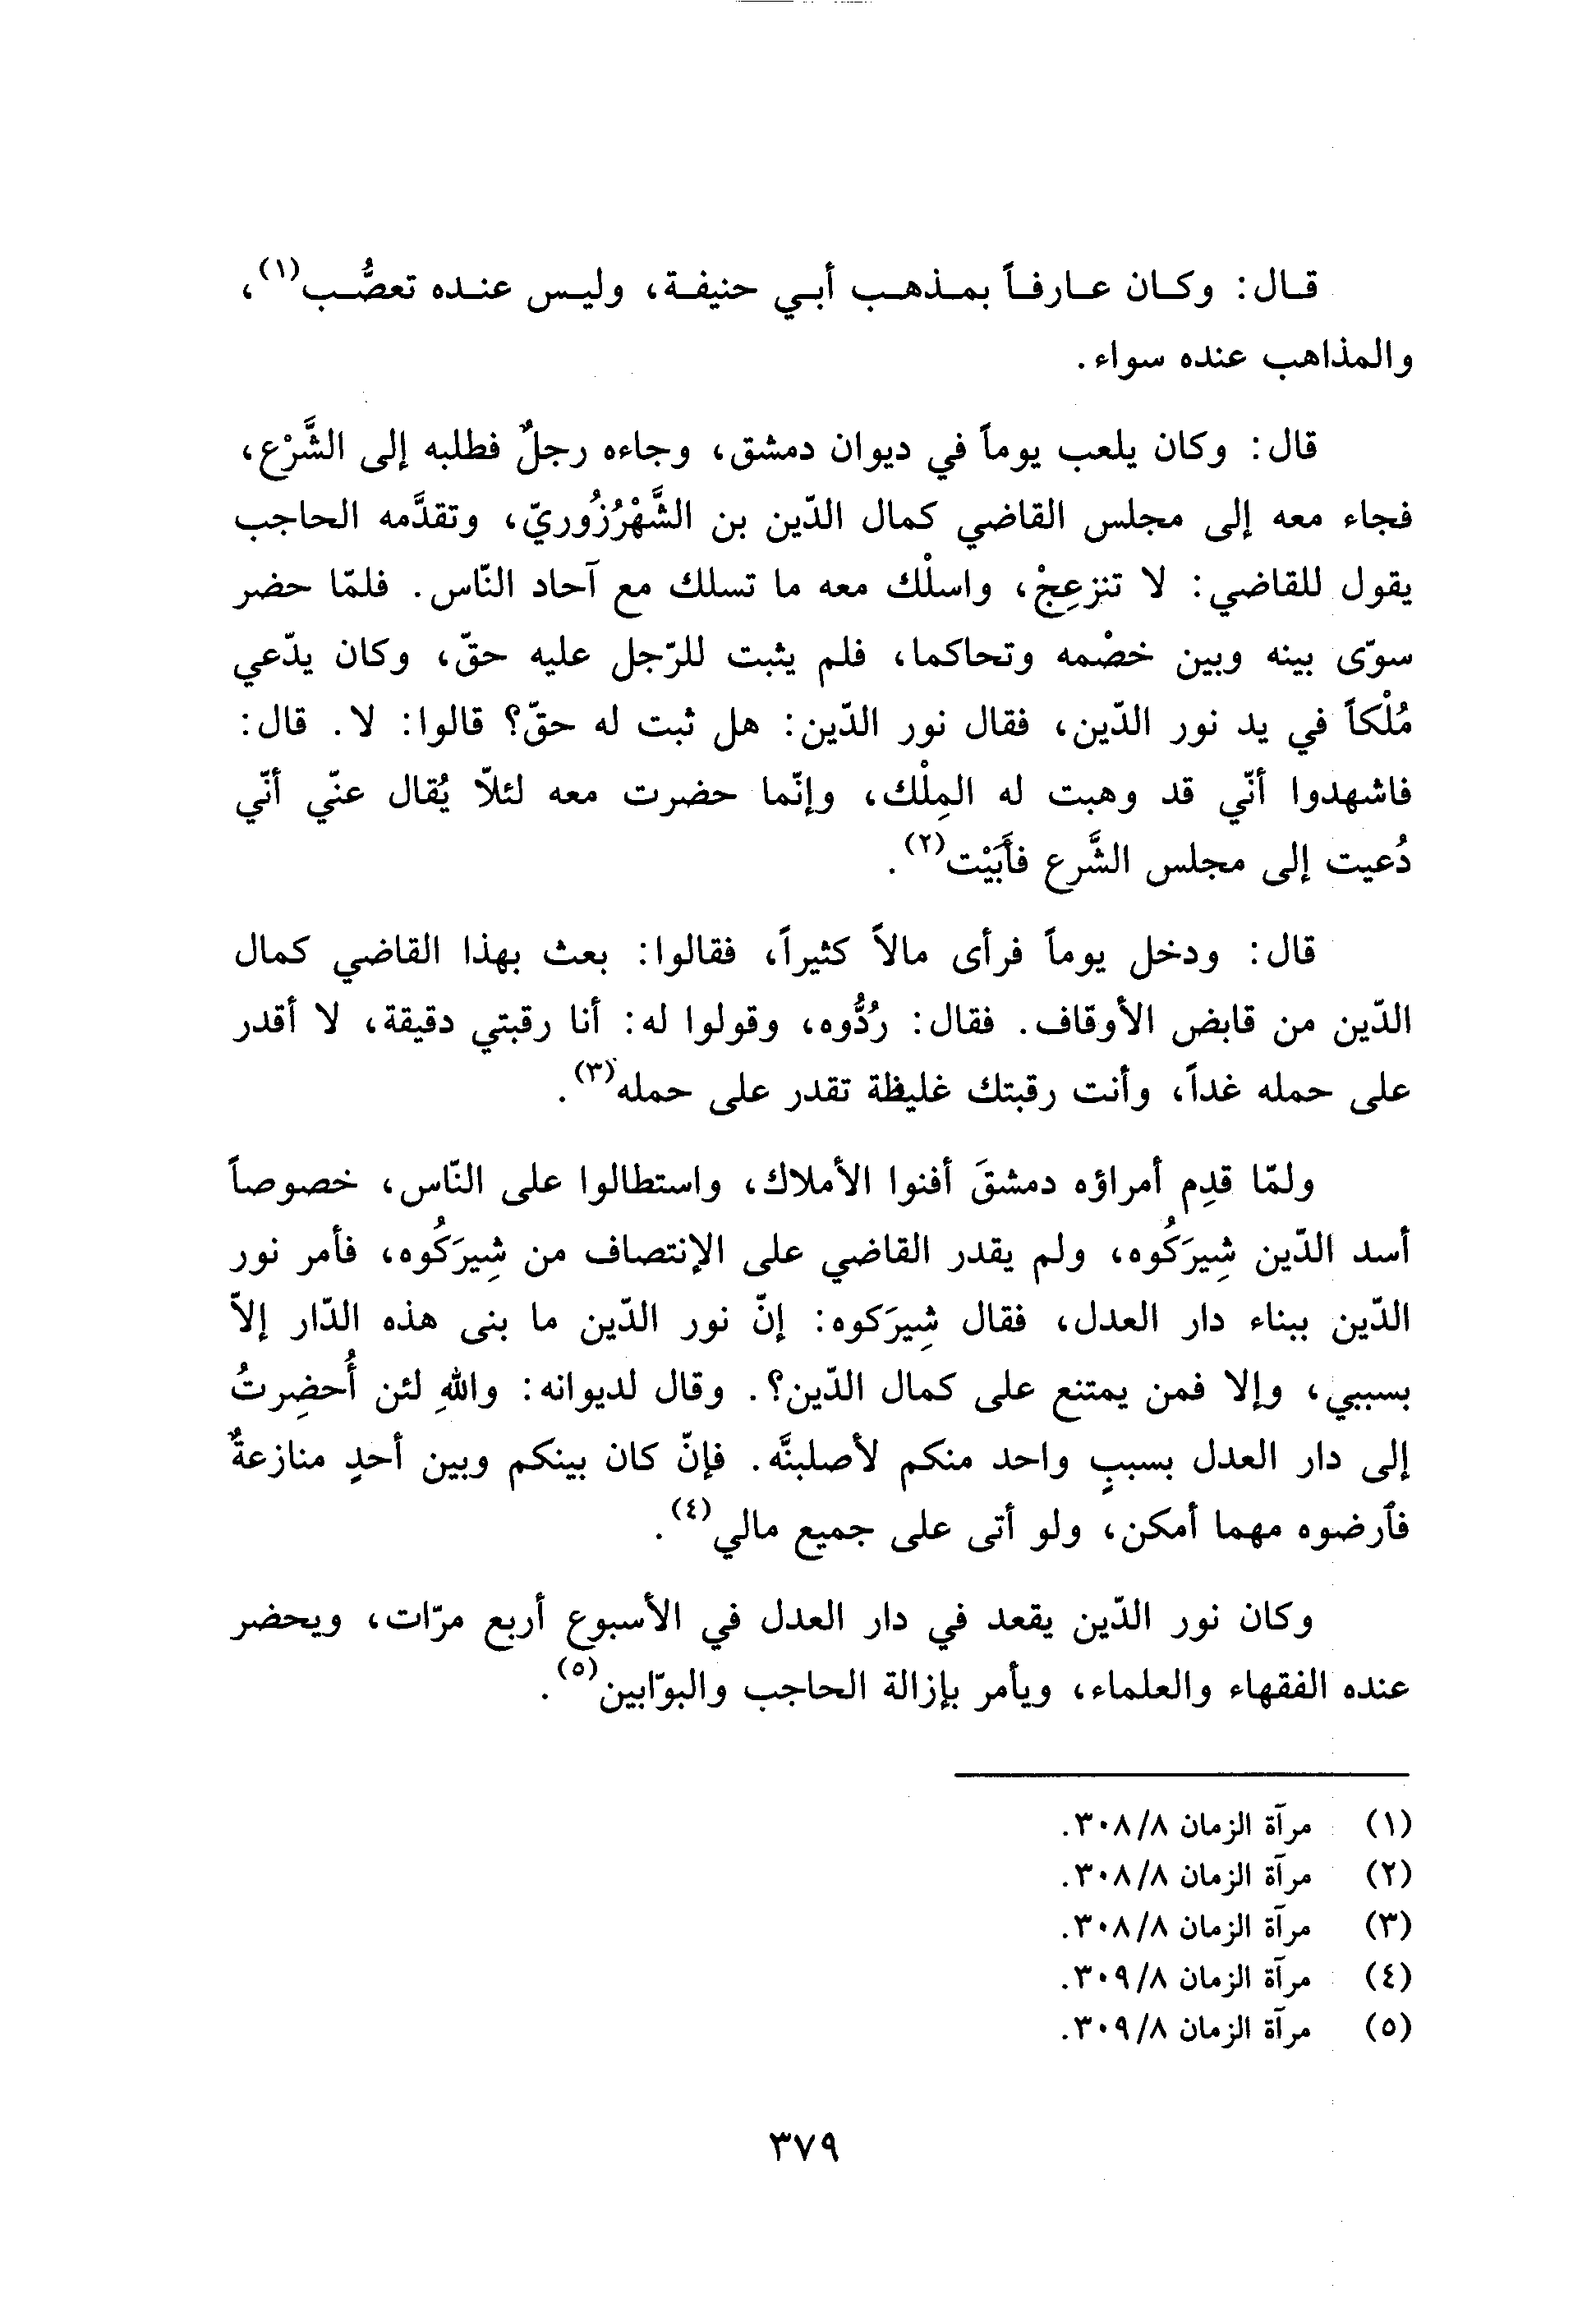 قال: وكان عارفاً بمذهب أبي حنيفة، وليس عنده تعصُّب(١)،
والمذاهب عنده سواء.
قال: وكان يلعب يوماً في ديوان دمشق، وجاءه رجلٌ فطلبه إلى الشَّرْع،
فجاء معه إلى مجلس القاضي كمال الدّين بن الشَّهْرُزُوريّ، وتقدَّمه الحاجب
يقول للقاضي: لا تنزعِجْ، واسلْك معه ما تسلك مع آحاد النّاس. فلمّا حضر
سوّى بينه وبين خصْمه وتحاكما، فلم يثبت للرّجل عليه حقّ، وكان يدّعي
مُلْكاً في يد نور الدّين، فقال نور الدّين: هل ثبت له حقّ؟ قالوا: لا. قال:
فاشهدوا أنّي قد وهبت له المِلْك، وإنّما حضرت معه لئلاّ يُقال عنّي أنّي
دُعيت إلى مجلس الشَّرع فأَبَيْت(٢).
قال: ودخل يوماً فرأى مالاً كثيراً، فقالوا: بعث بهذا القاضي كمال
الدّين من قابض الأوقاف. فقال: رُدُّوه، وقولوا له: أنا رقبتي دقيقة، لا أقدر
على حمله غداً، وأنت رقبتك غليظة تقدر على حمله(٣).
ولمّا قدِم أمراؤه دمشقَ أفنوا الأملاك، واستطالوا على النّاس، خصوصاً
أسد الدّين شِيرَكُوه، ولم يقدر القاضي على الإنتصاف من شِيرَكُوه، فأمر نور
الدّين ببناء دار العدل، فقال شِيرَكوه: إنّ نور الدّين ما بنى هذه الدّار إلاّ
بسببي، وإلا فمن يمتنع على كمال الدّين؟. وقال لديوانه: واللهِ لئن أُحضِرتُ
إلى دار العدل بسببٍ واحد منكم لأصلبنَّه. فإنّ كان بينكم وبين أحدٍ منازعةٌ
فآرضوه مهما أمكن، ولو أتى على جميع مالي(٤).
وكان نور الدّين يقعد في دار العدل في الأسبوع أربع مرّات، ويحضر
عنده الفقهاء والعلماء، ويأمر بإزالة الحاجب والبوّابين(٥).
(١) مرآة الزمان ٣٠٨/٨.
(٢) مرآة الزمان ٣٠٨/٨.
(٣) مرآة الزمان ٣٠٨/٨.
(٤) مرآة الزمان ٣٠٩/٨.
(٥) مرآة الزمان ٣٠٩/٨.
٣٧٩